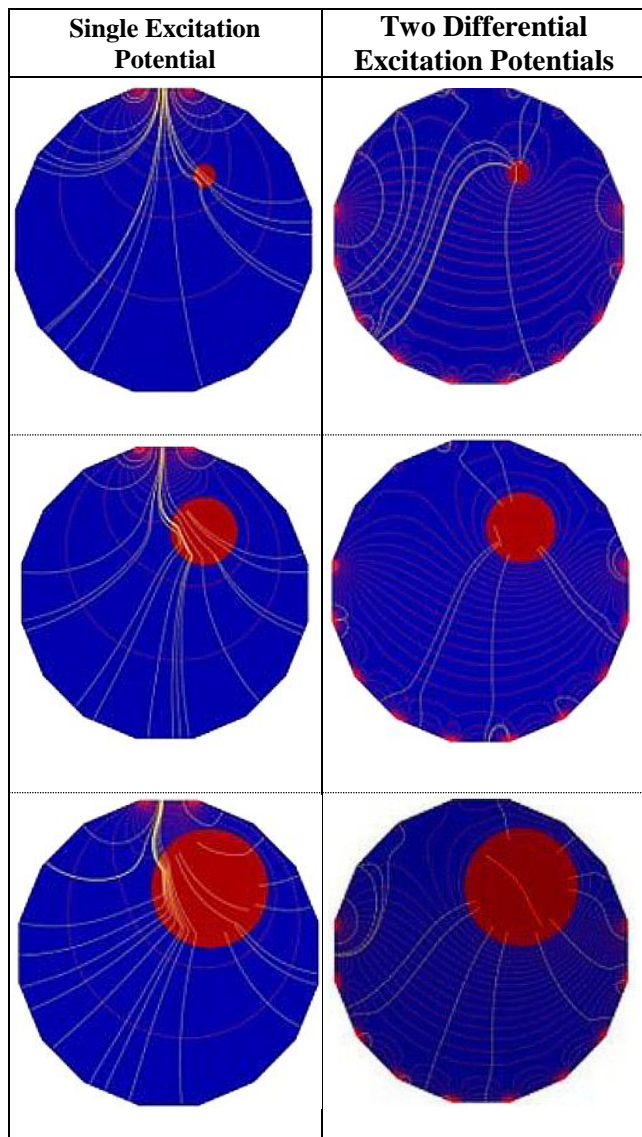 Single Excitation
Potential
Two Differential
Excitation Potentials